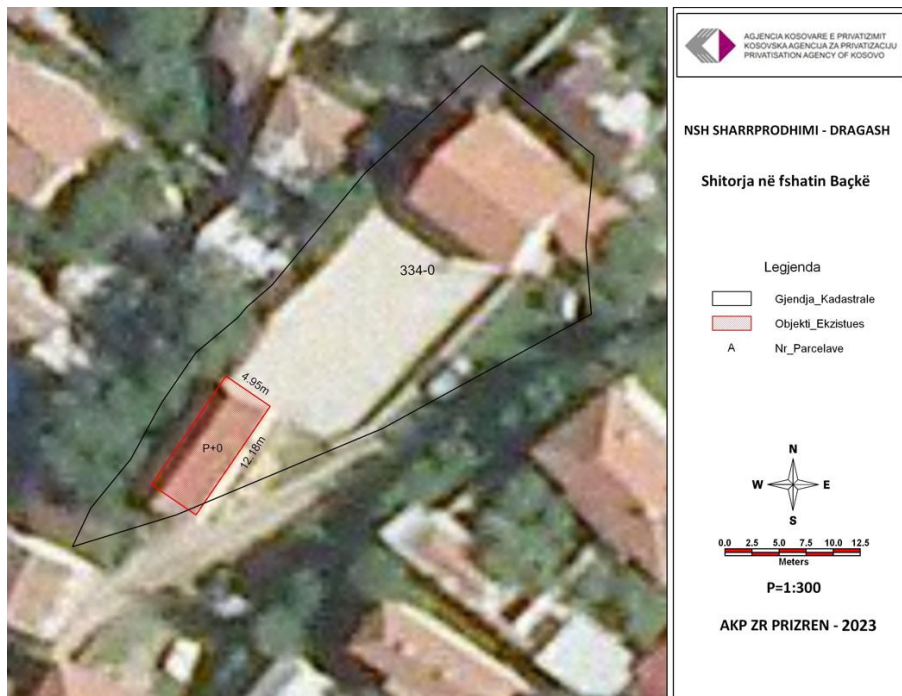 AGJENCIA KOSOVARE E PRIVATIZIMIT
KOSOVSKA AGENCIJA ZA PRIVATIZACIJU
PRIVATISATION AGENCY OF KOSOVO
NSH SHARRPRODHIMI - DRAGASH
Shitorja në fshatin Baçkë
Legjenda
Gjendja_Kadastrale
Objekti_Ekzistues
A Nr_Parcelave
N
W E
S
0.0 2.5 5.0 7.5 10.0 12.5
Meters
P=1:300
AKP ZR PRIZREN - 2023
334-0
4.95m
P+0
12.18m